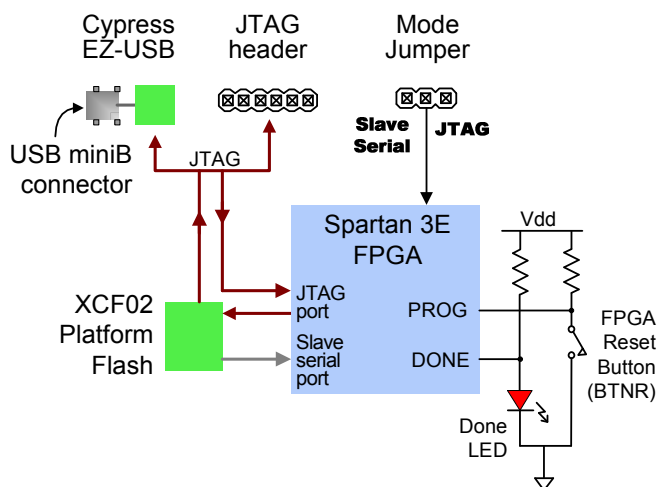 Cypress
EZ-USB
JTAG
header
Mode
Jumper
USB miniB
connector
JTAG
Slave
Serial
JTAG
Spartan 3E
FPGA
Vdd
XCF02
Platform
Flash
JTAG
port
Slave
serial
port
PROG
DONE
FPGA
Reset
Button
(BTNR)
Done
LED